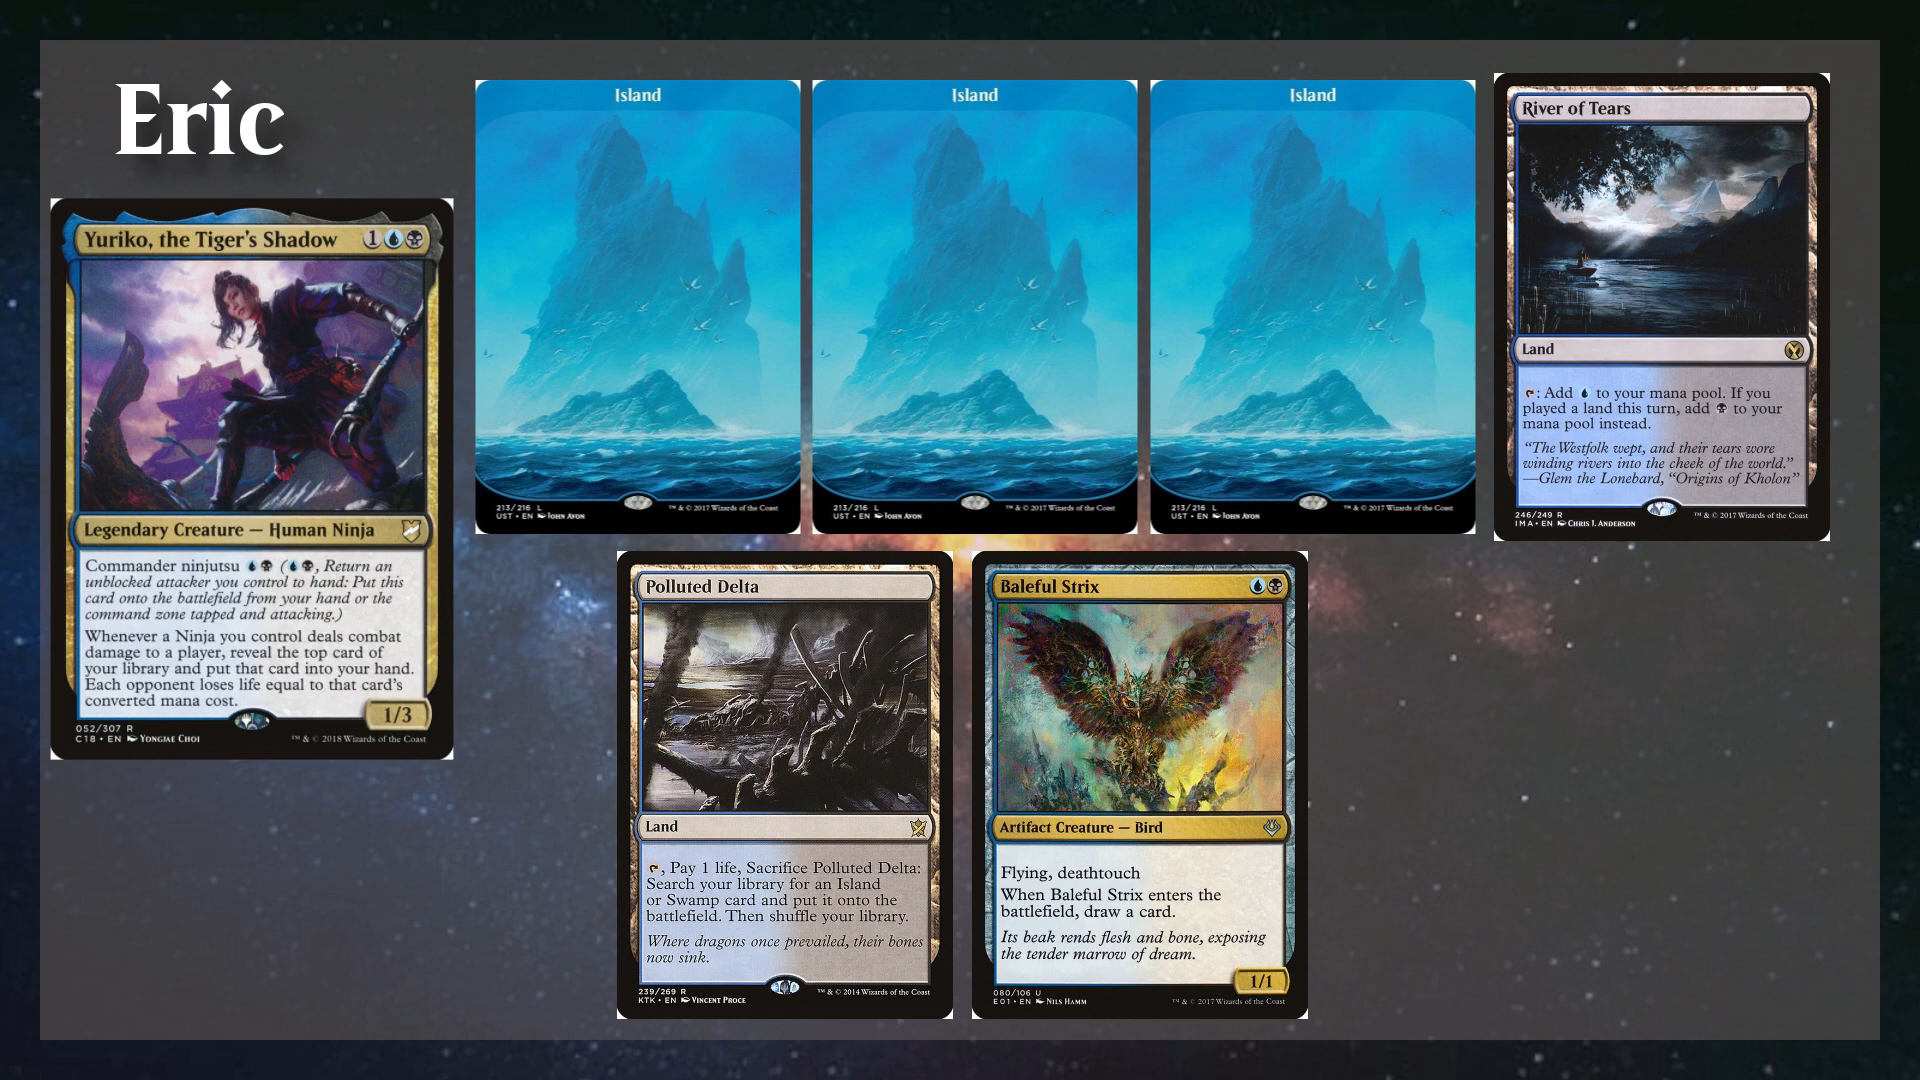 Eric
Yuriko, the Tiger's Shadow 1
Legendary Creature — Human Ninja
Commander ninjutsu (, Return an
unblocked attacker you control to hand: Put this
card onto the battlefield from your hand or the
command zone tapped and attacking.)
Whenever a Ninja you control deals combat
damage to a player, reveal the top card of
your library and put that card into your hand.
Each opponent loses life equal to that card's
converted mana cost.
1/3
052/307 R
C18 • EN YONGJAE CHOI
™ & © 2018 Wizards of the Coast
Island
213/216 L
UST • EN JOHN AVON
™ & © 2017 Wizards of the Coast
Island
213/216 L
UST • EN JOHN AVON
™ & © 2017 Wizards of the Coast
Island
213/216 L
UST • EN JOHN AVON
™ & © 2017 Wizards of the Coast
River of Tears
Land
: Add to your mana pool. If you
played a land this turn, add to your
mana pool instead.
“The Westfolk wept, and their tears wore
winding rivers into the cheek of the world.”
—Glem the Lonebard, “Origins of Kholon”
246/249 R
IMA • EN CHRIS J. ANDERSON
™ & © 2017 Wizards of the Coast
Polluted Delta
Land
, Pay 1 life, Sacrifice Polluted Delta:
Search your library for an Island
or Swamp card and put it onto the
battlefield. Then shuffle your library.
Where dragons once prevailed, their bones
now sink.
239/269 R
KTK • EN VINCENT PROCE
™ & © 2014 Wizards of the Coast
Baleful Strix
Artifact Creature — Bird
Flying, deathtouch
When Baleful Strix enters the
battlefield, draw a card.
Its beak rends flesh and bone, exposing
the tender marrow of dream.
1/1
080/106 U
E01 • EN NILS HAMM
™ & © 2017 Wizards of the Coast